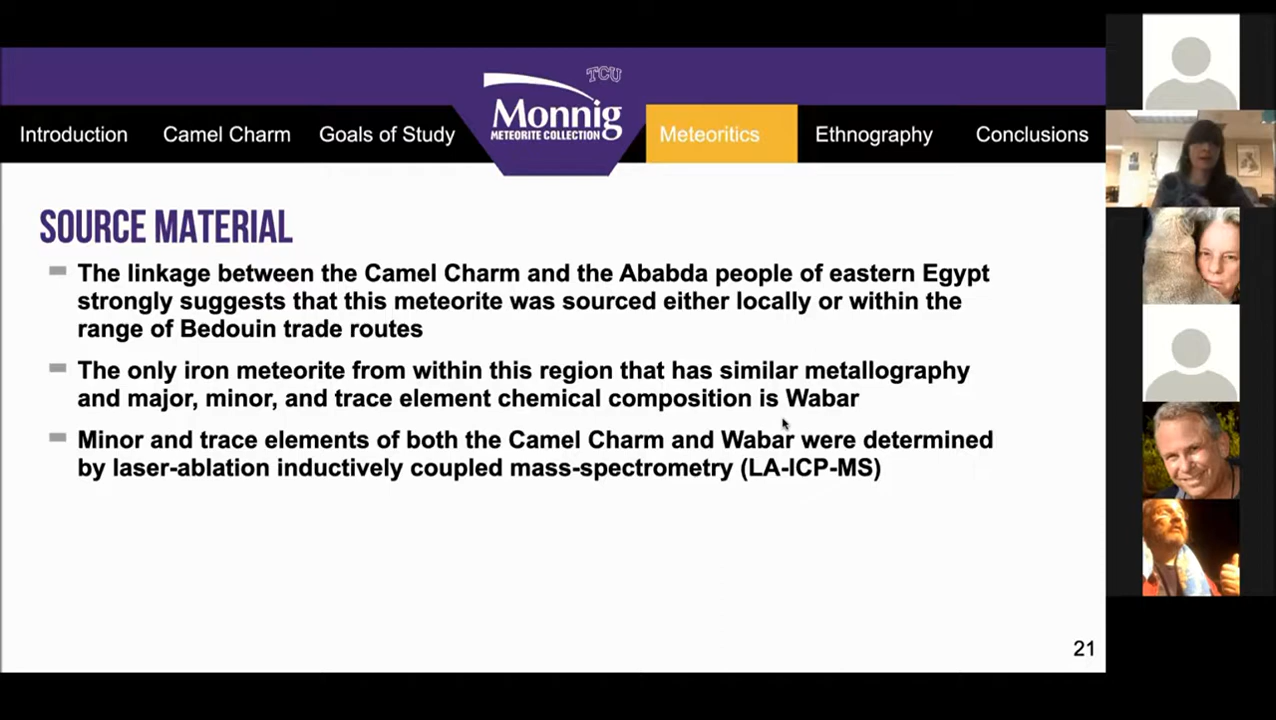 TCU
Monnig
METEORITE COLLECTION
Introduction Camel Charm Goals of Study Meteoritics Ethnography Conclusions
SOURCE MATERIAL
The linkage between the Camel Charm and the Ababda people of eastern Egypt
strongly suggests that this meteorite was sourced either locally or within the
range of Bedouin trade routes
The only iron meteorite from within this region that has similar metallography
and major, minor, and trace element chemical composition is Wabar
Minor and trace elements of both the Camel Charm and Wabar were determined
by laser-ablation inductively coupled mass-spectrometry (LA-ICP-MS)
21